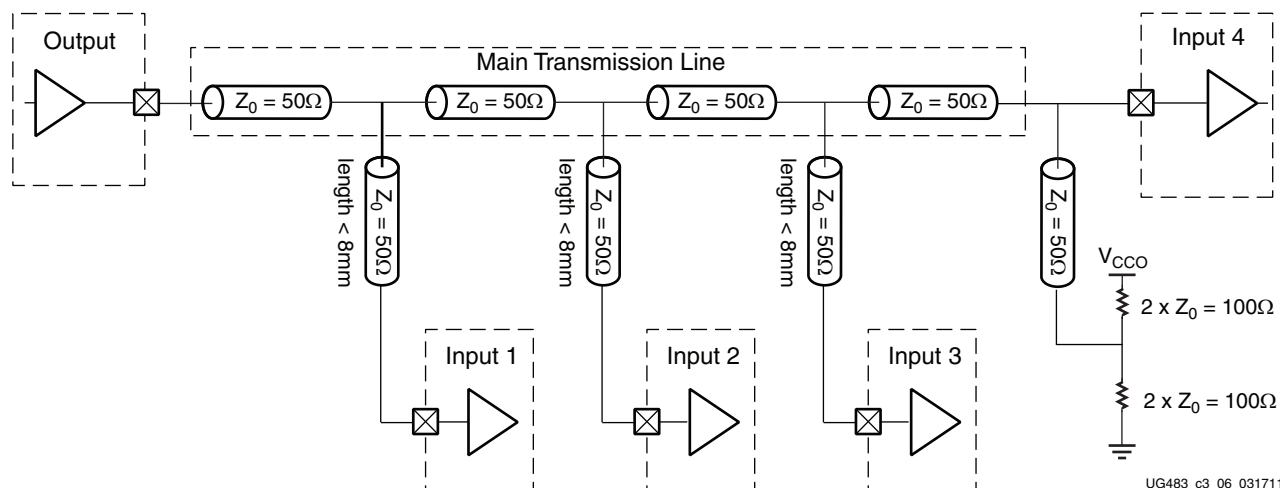 Output
Main Transmission Line
Input 4
Z0 = 50Ω
Z0 = 50Ω
Z0 = 50Ω
Z0 = 50Ω
length < 8mm
Z0 = 50Ω
length < 8mm
Z0 = 50Ω
length < 8mm
Z0 = 50Ω
Z0 = 50Ω
VCCO
2 x Z0 = 100Ω
2 x Z0 = 100Ω
Input 1
Input 2
Input 3
UG483_c3_06_031711